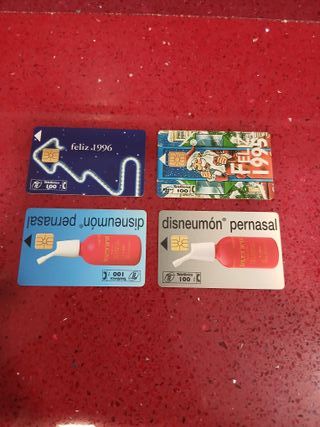 feliz 1996
Telefónica
100
FELIZ
1995
Telefónica
100
disneumón® pernasal
Telefónica
100
disneumón® pernasal
Telefónica
100